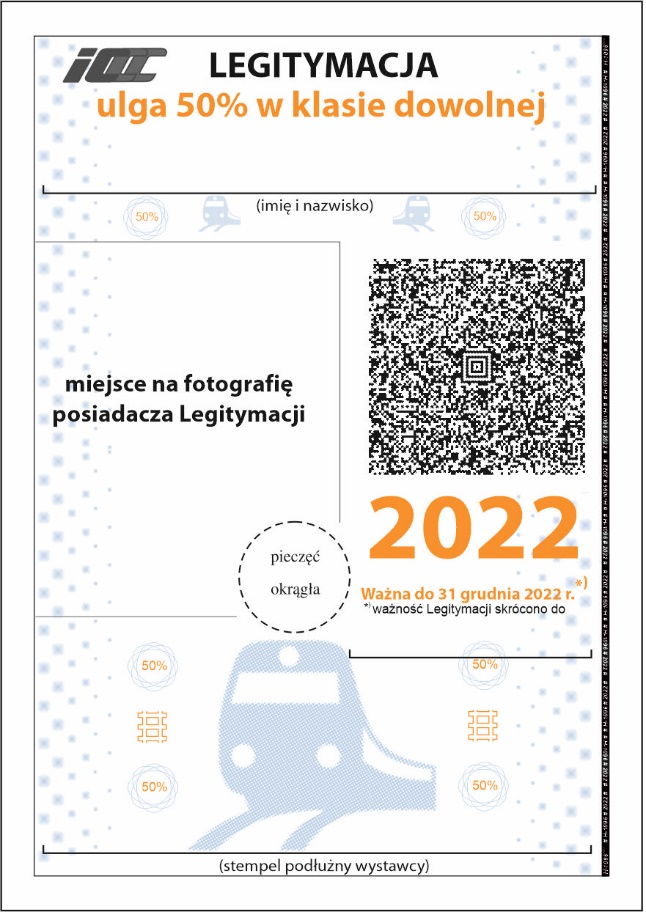 LEGITYMACJA
ulga 50% w klasie dowolnej
(imię i nazwisko)
50%
50%
miejsce na fotografię
posiadacza Legitymacji
2022
pieczęć
okrągła
Ważna do 31 grudnia 2022 r.*)
*) ważność Legitymacji skrócono do
50%
50%
50%
50%
(stempel podłużny wystawcy)